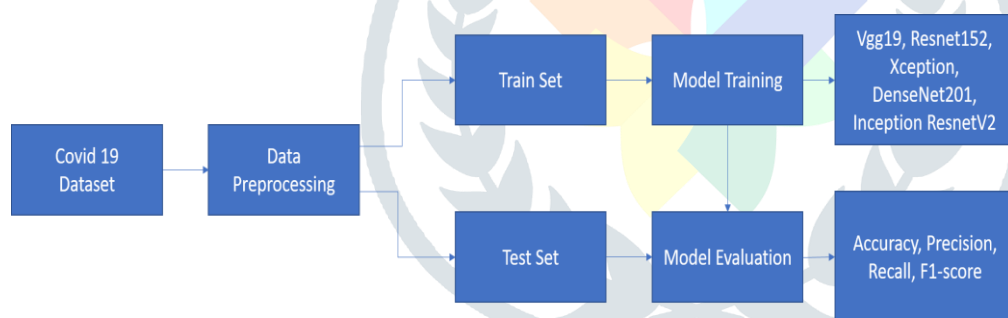 Covid 19
Dataset
Data
Preprocessing
Train Set
Model Training
Vgg19, Resnet152,
Xception,
DenseNet201,
Inception ResnetV2
Test Set
Model Evaluation
Accuracy, Precision,
Recall, F1-score